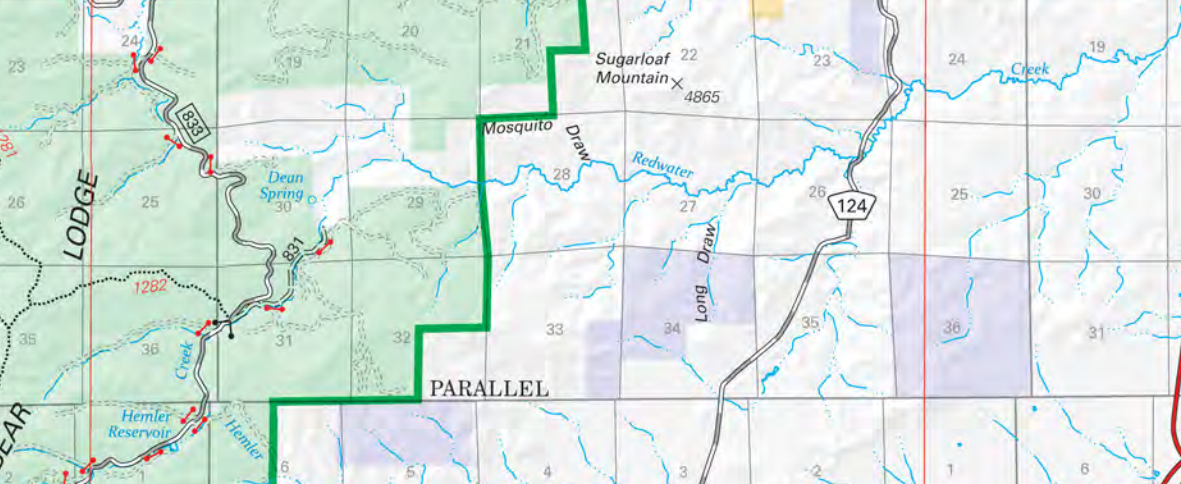 20
21
19
24
22
23
24
19
23
Sugarloaf
Mountain
4865
Creek
833
Mosquito
Draw
LODGE
Dean
Spring
28
Redwater
26
25
30
29
27
26
25
30
124
831
Long Draw
1282
35
36
31
32
33
34
35
36
31
Creek
PARALLEL
Hemler
Reservoir
Hemler
6
5
4
3
2
1
6